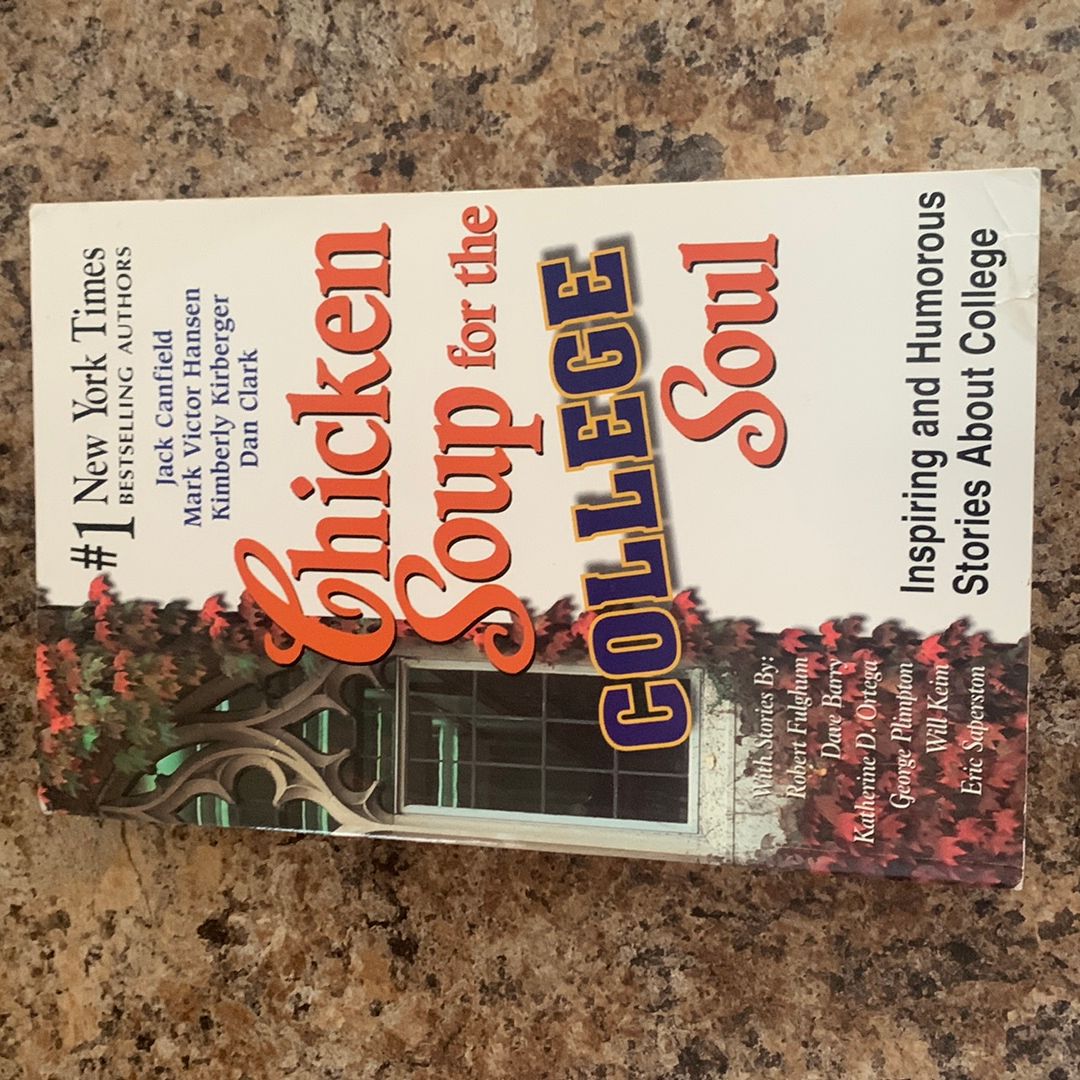 #1 New York Times
BESTSELLING AUTHORS
Jack Canfield
Mark Victor Hansen
Kimberly Kirberger
Dan Clark
Chicken
Soup for the
COLLEGE
Soul
With Stories By:
Robert Fulghum
Dave Barry
Katherine D. Ortega
George Plimpton
Will Keim
Eric Saperston
Inspiring and Humorous
Stories About College